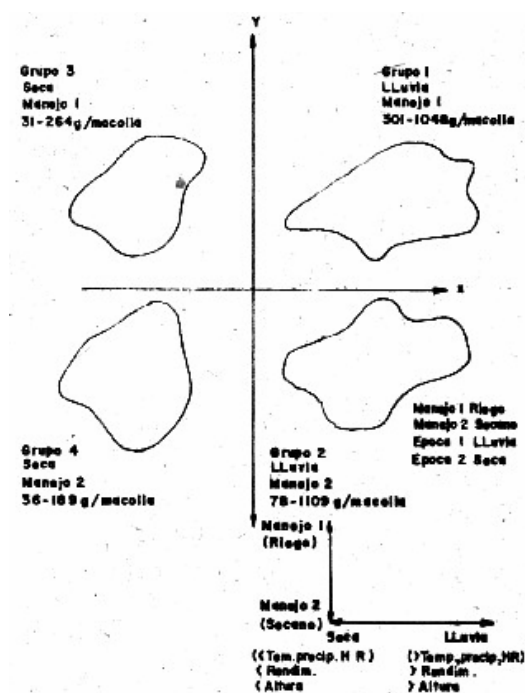 Y
Grupo 3
Seca
Manejo 1
31-264g/macolla
Grupo 1
LLuvia
Manejo 1
301-1048g/macolla
X
Grupo 4
Seca
Manejo 2
36-189 g/macolla
Grupo 2
LLuvia
Manejo 2
78-1109 g/macolla
Manejo 1 Riego
Manejo 2 Secano
Epoca 1 LLuvia
Epoca 2 Seca
Manejo 1
(Riego)
Manejo 2
(Secano)
Seca
LLuvia
(<Tem. precip. H R)
< Rendim.
< Altura
(>Temp., precip, HR)
> Rendim.
> Altura